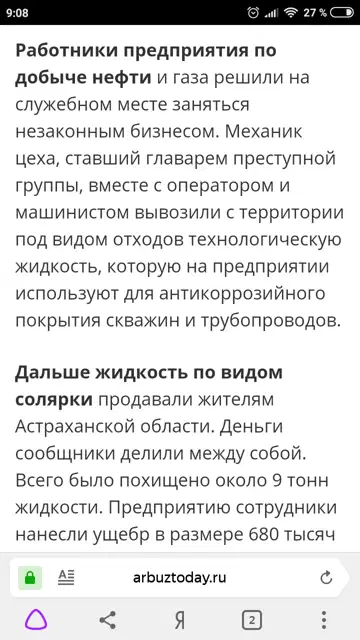 9:08
27 %
Работники предприятия по
добыче нефти и газа решили на
служебном месте заняться
незаконным бизнесом. Механик
цеха, ставший главарем преступной
группы, вместе с оператором и
машинистом вывозили с территории
под видом отходов технологическую
жидкость, которую на предприятии
используют для антикоррозийного
покрытия скважин и трубопроводов.
Дальше жидкость по видом
солярки продавали жителям
Астраханской области. Деньги
сообщники делили между собой.
Всего было похищено около 9 тонн
жидкости. Предприятию сотрудники
нанесли ущебр в размере 680 тысяч
arbuztoday.ru
Я
2